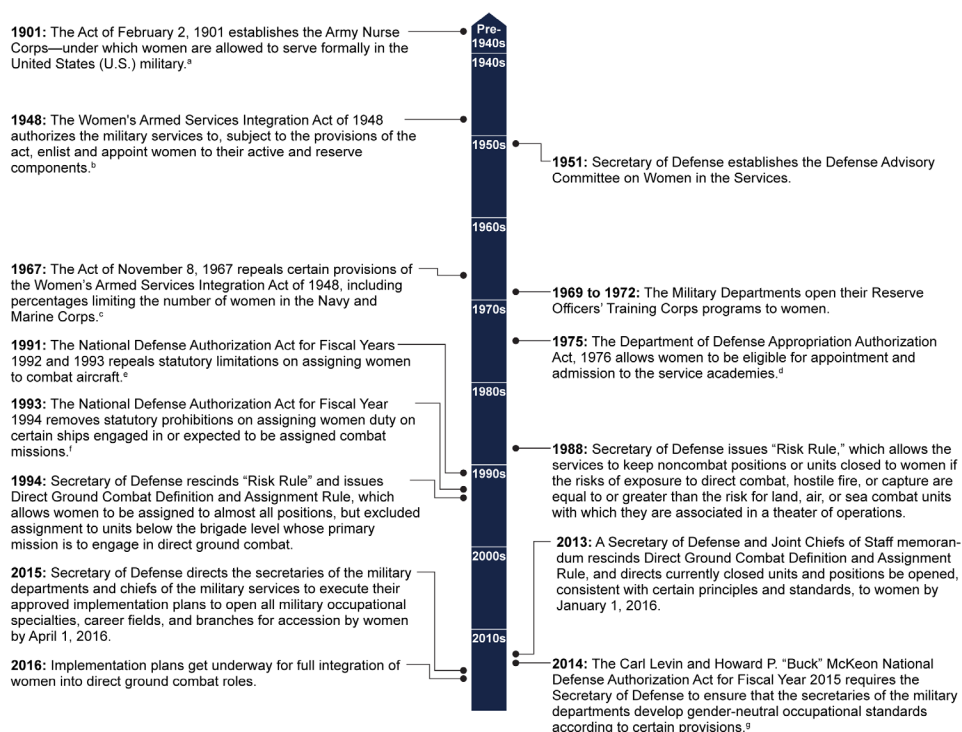 1901: The Act of February 2, 1901 establishes the Army Nurse
Corps—under which women are allowed to serve formally in the
United States (U.S.) military.ᵃ
Pre-
1940s
1940s
1948: The Women's Armed Services Integration Act of 1948
authorizes the military services to, subject to the provisions of the
act, enlist and appoint women to their active and reserve
components.ᵇ
1950s
1951: Secretary of Defense establishes the Defense Advisory
Committee on Women in the Services.
1960s
1967: The Act of November 8, 1967 repeals certain provisions of
the Women’s Armed Services Integration Act of 1948, including
percentages limiting the number of women in the Navy and
Marine Corps.ᶜ
1969 to 1972: The Military Departments open their Reserve
Officers’ Training Corps programs to women.
1970s
1975: The Department of Defense Appropriation Authorization
Act, 1976 allows women to be eligible for appointment and
admission to the service academies.ᵈ
1991: The National Defense Authorization Act for Fiscal Years
1992 and 1993 repeals statutory limitations on assigning women
to combat aircraft.ᵉ
1980s
1993: The National Defense Authorization Act for Fiscal Year
1994 removes statutory prohibitions on assigning women duty on
certain ships engaged in or expected to be assigned combat
missions.ᶠ
1988: Secretary of Defense issues “Risk Rule,” which allows the
services to keep noncombat positions or units closed to women if
the risks of exposure to direct combat, hostile fire, or capture are
equal to or greater than the risk for land, air, or sea combat units
with which they are associated in a theater of operations.
1990s
1994: Secretary of Defense rescinds “Risk Rule” and issues
Direct Ground Combat Definition and Assignment Rule, which
allows women to be assigned to almost all positions, but excluded
assignment to units below the brigade level whose primary
mission is to engage in direct ground combat.
2000s
2013: A Secretary of Defense and Joint Chiefs of Staff memoran-
dum rescinds Direct Ground Combat Definition and Assignment
Rule, and directs currently closed units and positions be opened,
consistent with certain principles and standards, to women by
January 1, 2016.
2015: Secretary of Defense directs the secretaries of the military
departments and chiefs of the military services to execute their
approved implementation plans to open all military occupational
specialties, career fields, and branches for accession by women
by April 1, 2016.
2010s
2016: Implementation plans get underway for full integration of
women into direct ground combat roles.
2014: The Carl Levin and Howard P. “Buck” McKeon National
Defense Authorization Act for Fiscal Year 2015 requires the
Secretary of Defense to ensure that the secretaries of the military
departments develop gender-neutral occupational standards
according to certain provisions.ᵍ